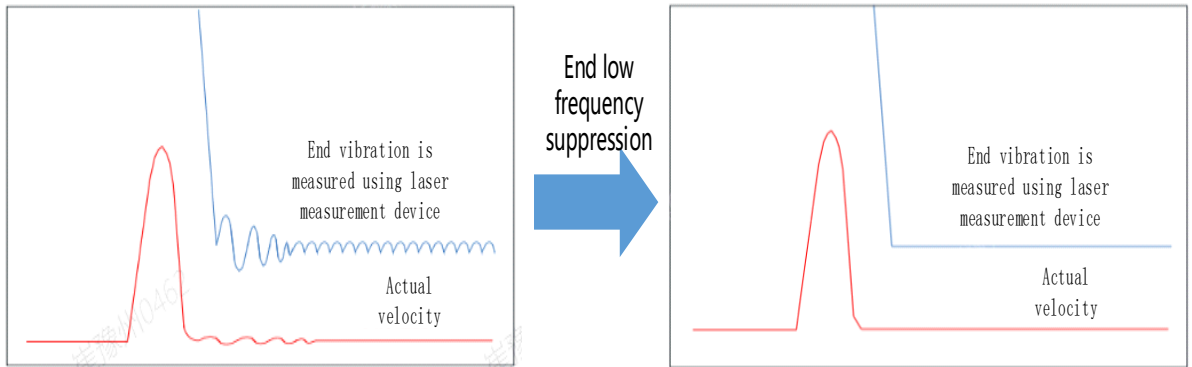 End vibration is
measured using laser
measurement device
Actual
velocity
End low
frequency
suppression
End vibration is
measured using laser
measurement device
Actual
velocity